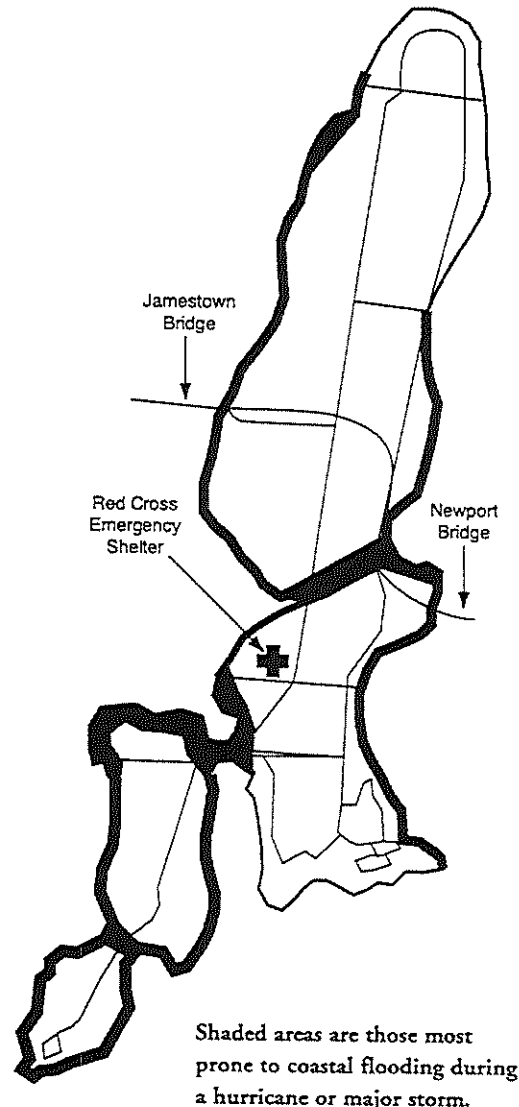 Jamestown
Bridge
Red Cross
Emergency
Shelter
Newport
Bridge
Shaded areas are those most
prone to coastal flooding during
a hurricane or major storm.